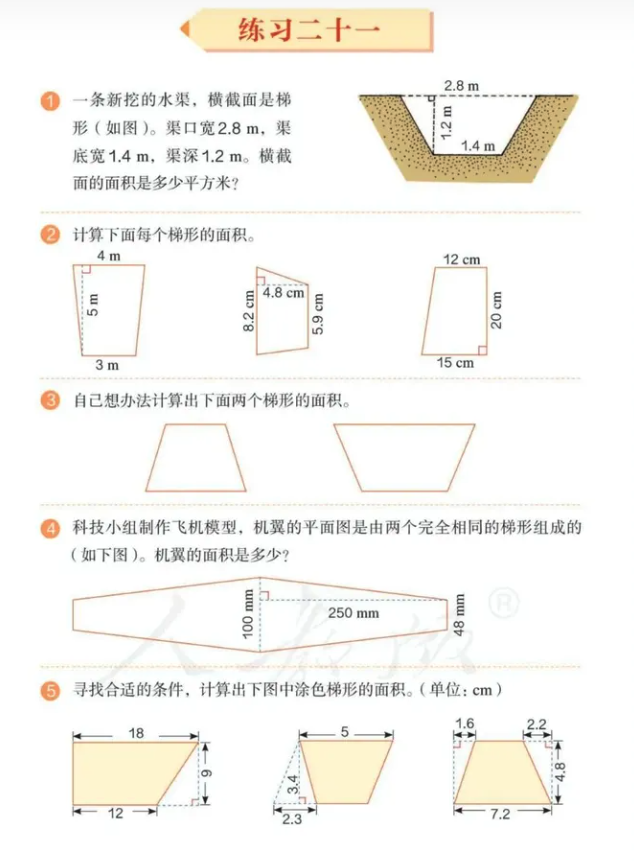 练习二十一
1 一条新挖的水渠，横截面是梯
形（如图）。渠口宽2.8 m，渠
底宽1.4 m，渠深1.2 m。横截
面的面积是多少平方米？
2.8 m
1.2 m
1.4 m
2 计算下面每个梯形的面积。
4 m
5 m
3 m
8.2 cm
4.8 cm
5.9 cm
12 cm
20 cm
15 cm
3 自己想办法计算出下面两个梯形的面积。
4 科技小组制作飞机模型，机翼的平面图是由两个完全相同的梯形组成的
（如下图）。机翼的面积是多少？
100 mm
250 mm
48 mm
人教版®
5 寻找合适的条件，计算出下图中涂色梯形的面积。（单位：cm）
18
9
12
5
3.4
2.3
1.6
2.2
4.8
7.2